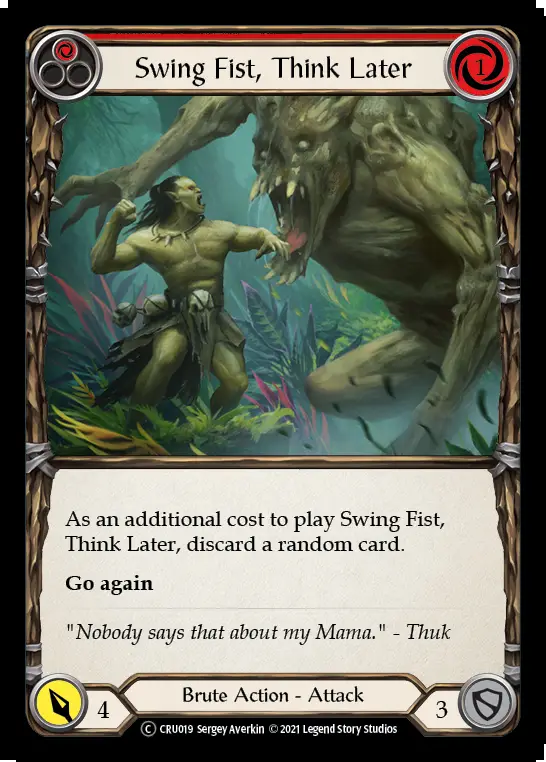 Swing Fist, Think Later
1
As an additional cost to play Swing Fist,
Think Later, discard a random card.
Go again
"Nobody says that about my Mama." - Thuk
4
Brute Action - Attack
3
C CRU019 Sergey Averkin © 2021 Legend Story Studios